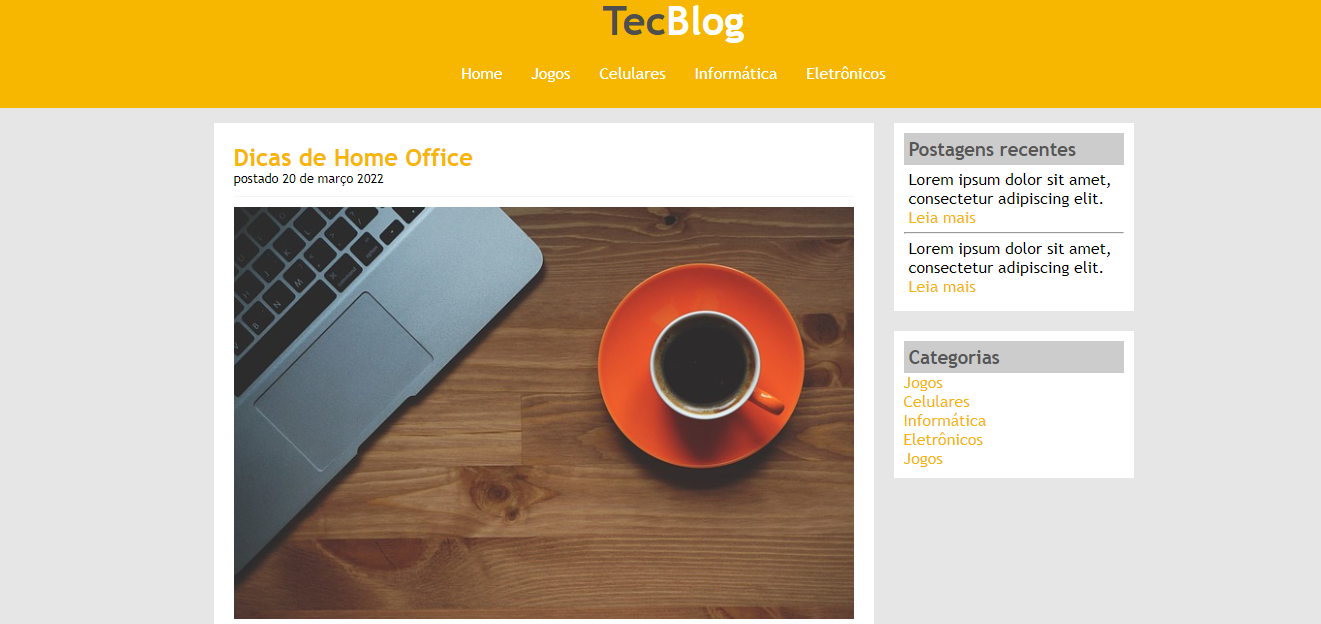 TecBlog
Home Jogos Celulares Informática Eletrônicos
Dicas de Home Office
postado 20 de março 2022
Postagens recentes
Lorem ipsum dolor sit amet,
consectetur adipiscing elit.
Leia mais
Lorem ipsum dolor sit amet,
consectetur adipiscing elit.
Leia mais
Categorias
Jogos
Celulares
Informática
Eletrônicos
Jogos